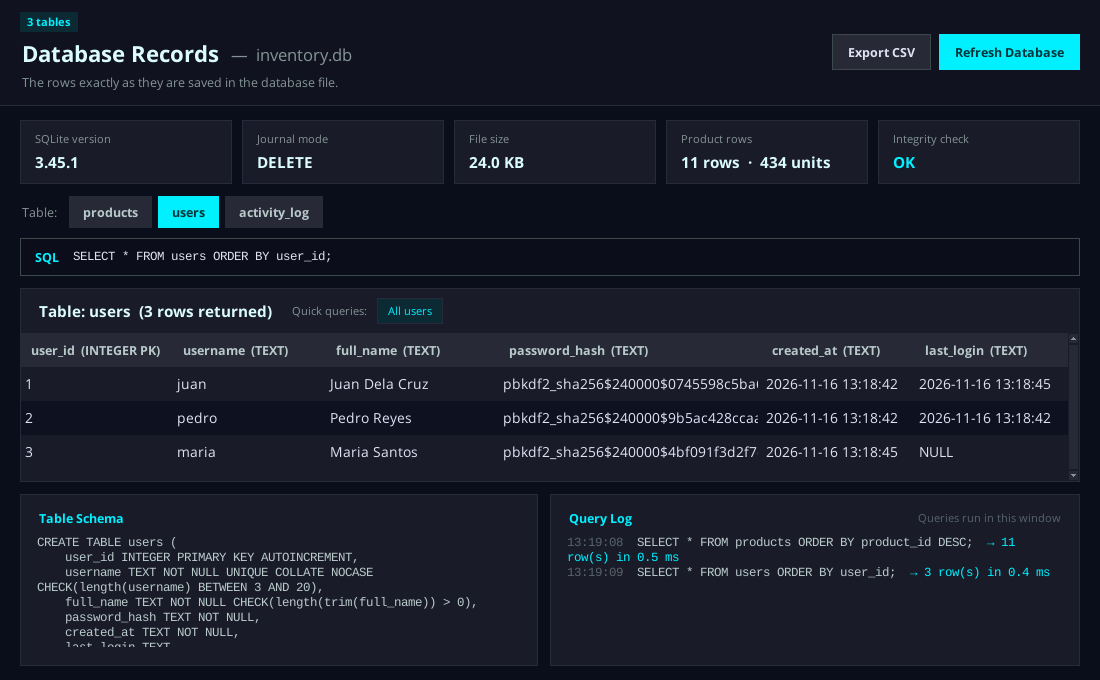 3 tables
Database Records — inventory.db
The rows exactly as they are saved in the database file.
Export CSV
Refresh Database
SQLite version
3.45.1
Journal mode
DELETE
File size
24.0 KB
Product rows
11 rows · 434 units
Integrity check
OK
Table: products users activity_log
SQL SELECT * FROM users ORDER BY user_id;
Table: users (3 rows returned) Quick queries: All users
user_id (INTEGER PK) username (TEXT) full_name (TEXT) password_hash (TEXT) created_at (TEXT) last_login (TEXT)
1 juan Juan Dela Cruz pbkdf2_sha256$240000$0745598c5ba 2026-11-16 13:18:42 2026-11-16 13:18:45
2 pedro Pedro Reyes pbkdf2_sha256$240000$9b5ac428cca 2026-11-16 13:18:42 2026-11-16 13:18:42
3 maria Maria Santos pbkdf2_sha256$240000$4bf091f3d2f7 2026-11-16 13:18:45 NULL
Table Schema
CREATE TABLE users (
user_id INTEGER PRIMARY KEY AUTOINCREMENT,
username TEXT NOT NULL UNIQUE COLLATE NOCASE
CHECK(length(username) BETWEEN 3 AND 20),
full_name TEXT NOT NULL CHECK(length(trim(full_name)) > 0),
password_hash TEXT NOT NULL,
created_at TEXT NOT NULL,
last_login TEXT
Query Log
Queries run in this window
13:19:08 SELECT * FROM products ORDER BY product_id DESC; → 11
row(s) in 0.5 ms
13:19:09 SELECT * FROM users ORDER BY user_id; → 3 row(s) in 0.4 ms